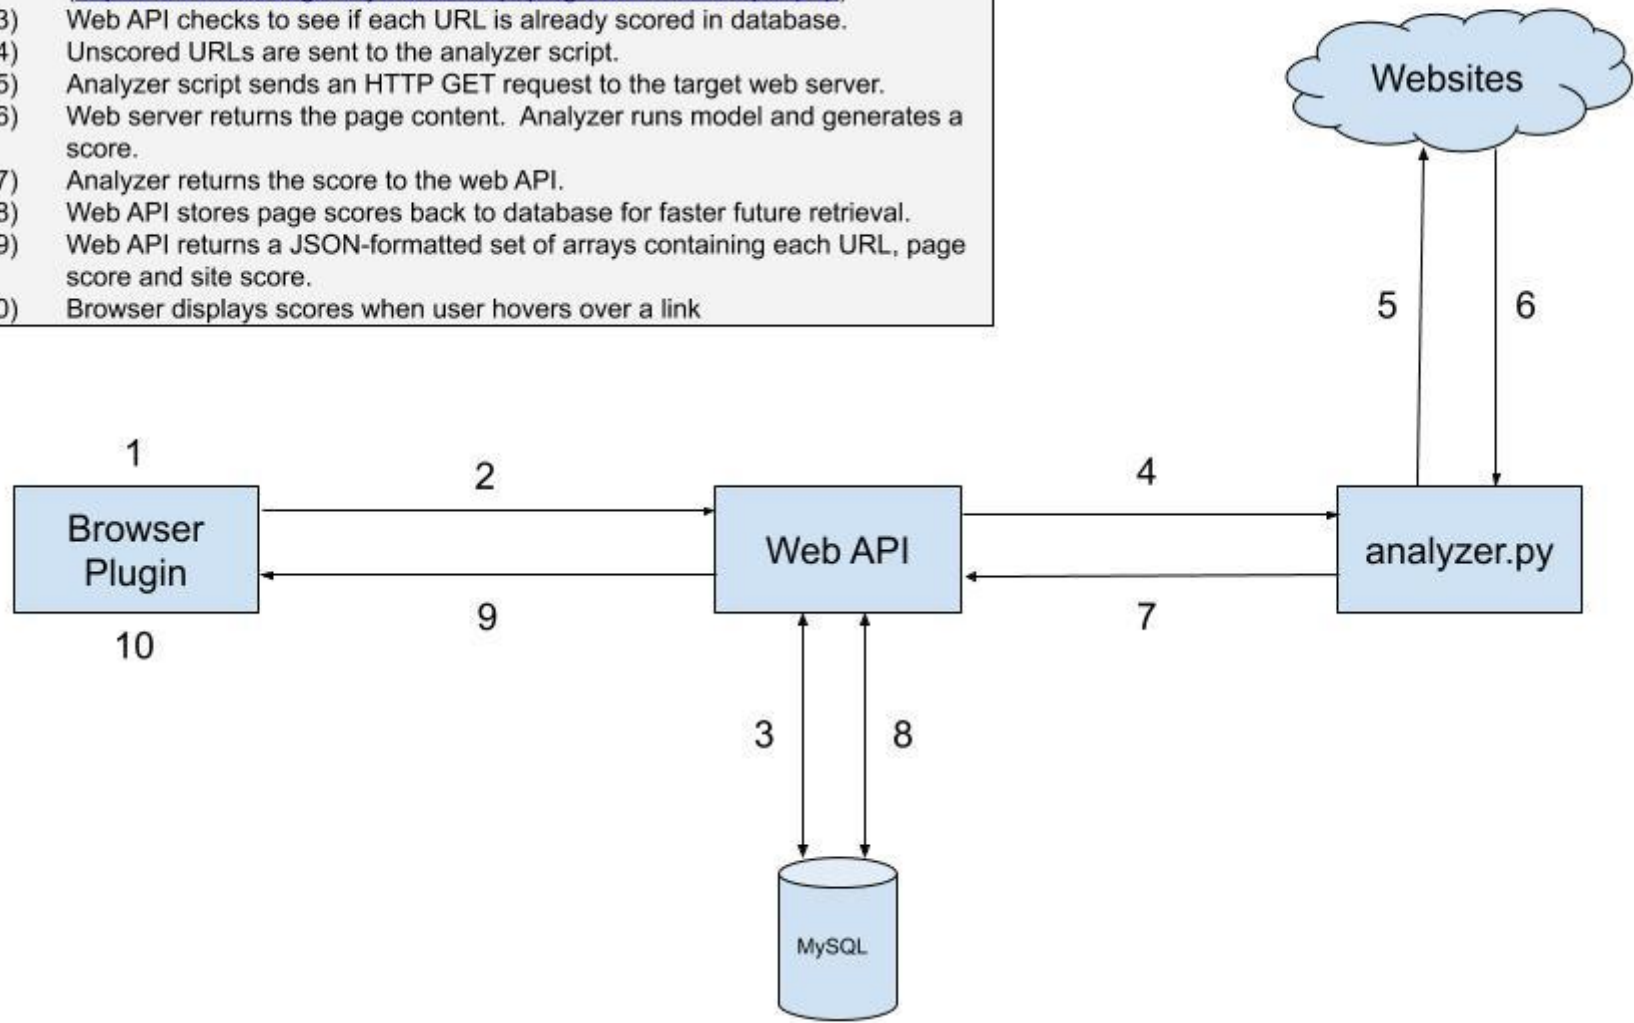 3) Web API checks to see if each URL is already scored in database.
4) Unscored URLs are sent to the analyzer script.
5) Analyzer script sends an HTTP GET request to the target web server.
6) Web server returns the page content. Analyzer runs model and generates a
score.
7) Analyzer returns the score to the web API.
8) Web API stores page scores back to database for faster future retrieval.
9) Web API returns a JSON-formatted set of arrays containing each URL, page
score and site score.
0) Browser displays scores when user hovers over a link
Websites
5
6
1
2
4
Browser
Plugin
Web API
analyzer.py
10
9
7
3
8
MySQL